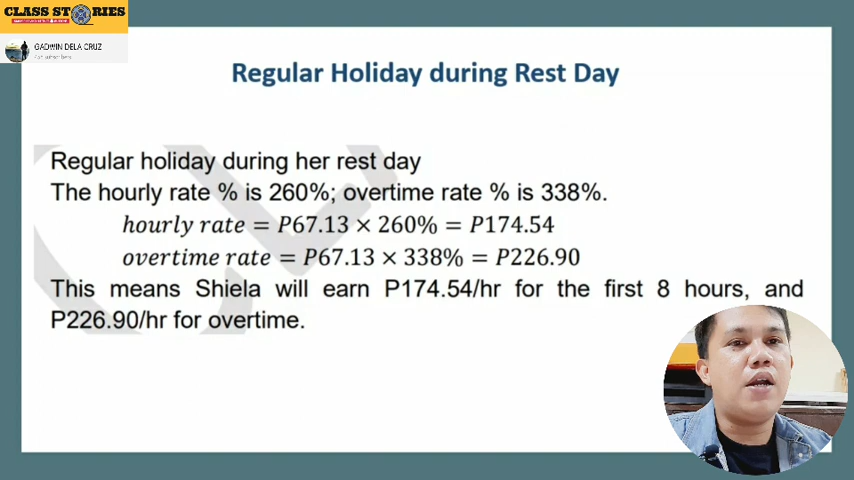 CLASS STORIES
GADWIN DELA CRUZ
Regular Holiday during Rest Day
Regular holiday during her rest day
The hourly rate % is 260%; overtime rate % is 338%.
hourly rate = P67.13 × 260% = P174.54
overtime rate = P67.13 × 338% = P226.90
This means Shiela will earn P174.54/hr for the first 8 hours, and
P226.90/hr for overtime.